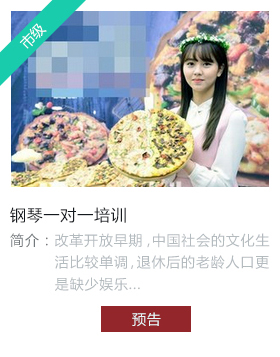 市级
钢琴一对一培训
简介：改革开放早期,中国社会的文化生
活比较单调,退休后的老龄人口更
是缺少娱乐...
预告